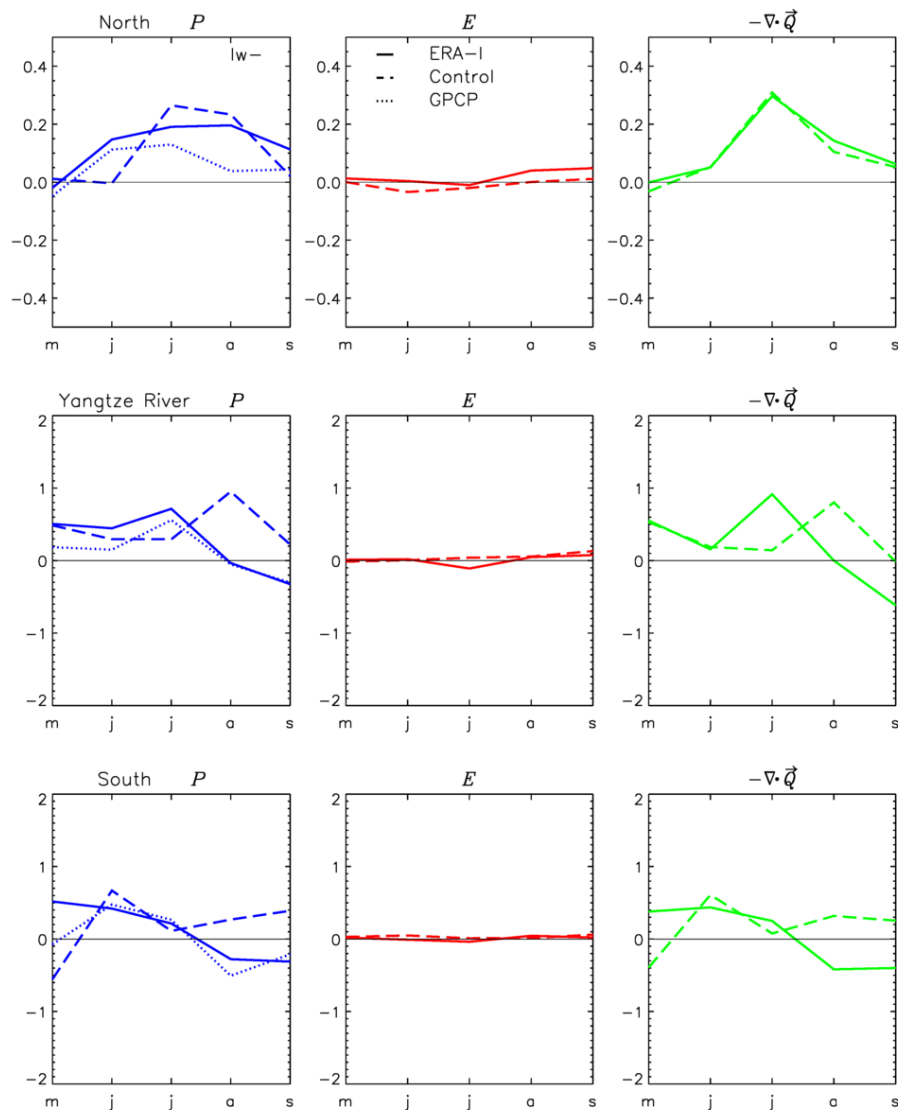 North P E −∇·Q⃗
lw−
ERA−I
Control
GPCP
0.4 0.4 0.4
0.2 0.2 0.2
0.0 0.0 0.0
−0.2 −0.2 −0.2
−0.4 −0.4 −0.4
m j j a s m j j a s m j j a s
Yangtze River P E −∇·Q⃗
2 2 2
1 1 1
0 0 0
−1 −1 −1
−2 −2 −2
m j j a s m j j a s m j j a s
South P E −∇·Q⃗
2 2 2
1 1 1
0 0 0
−1 −1 −1
−2 −2 −2
m j j a s m j j a s m j j a s